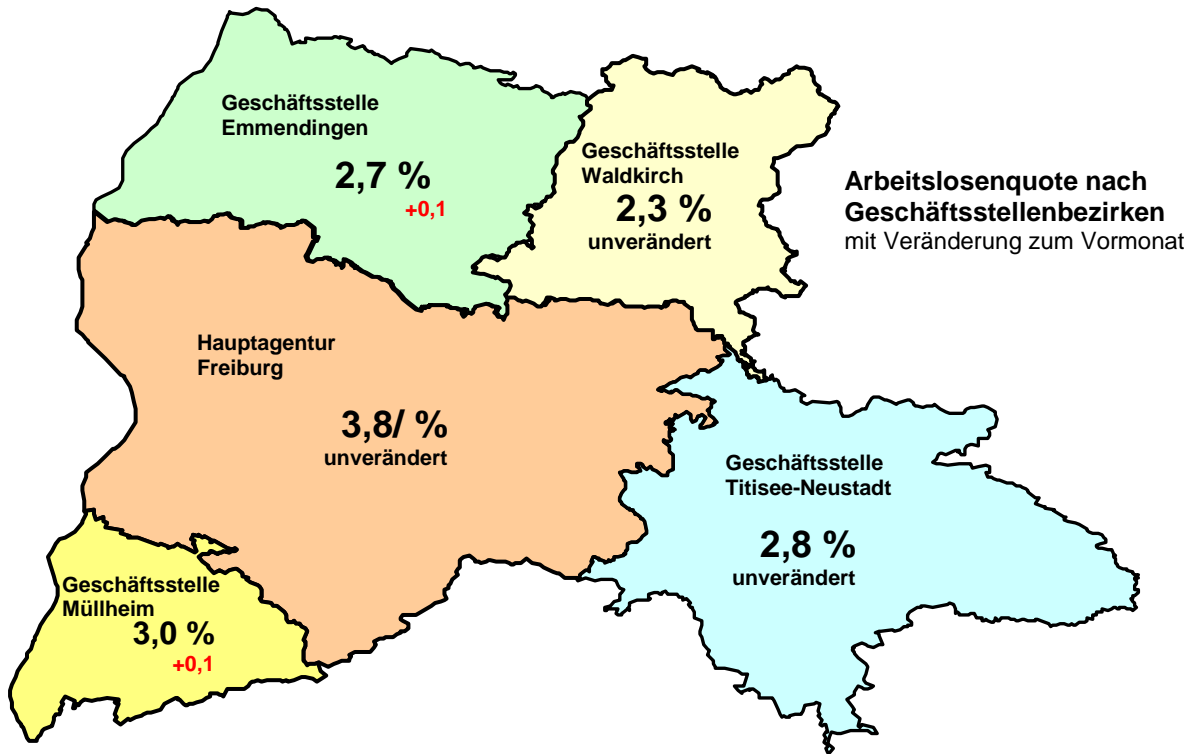 Geschäftsstelle
Emmendingen
2,7 %
+0,1
Geschäftsstelle
Waldkirch
2,3 %
unverändert
Arbeitslosenquote nach
Geschäftsstellenbezirken
mit Veränderung zum Vormonat
Hauptagentur
Freiburg
3,8/ %
unverändert
Geschäftsstelle
Titisee-Neustadt
2,8 %
unverändert
Geschäftsstelle
Müllheim
3,0 %
+0,1